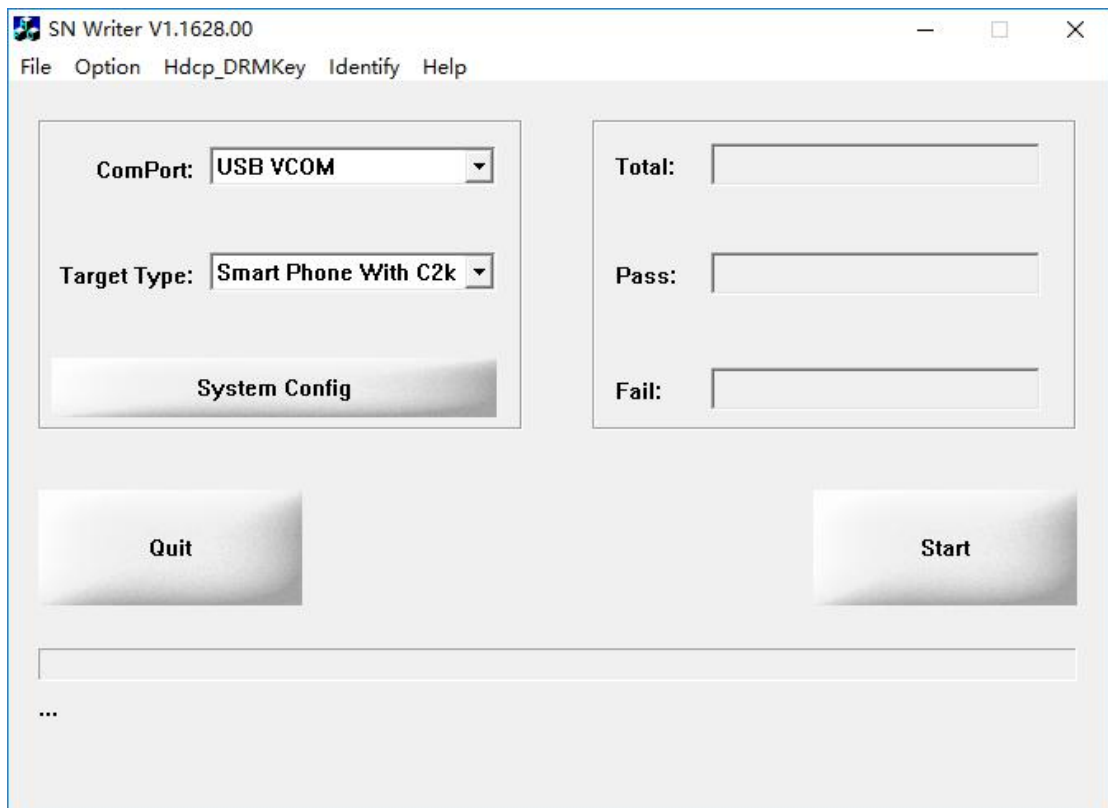 SN Writer V1.1628.00
File Option Hdcp_DRMKey Identify Help
ComPort: USB VCOM
Total:
Target Type: Smart Phone With C2k
Pass:
System Config
Fail:
Quit
Start
...